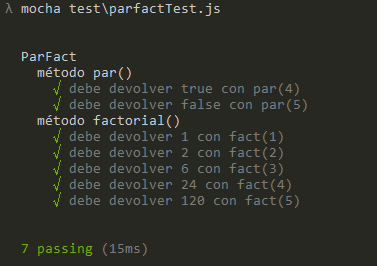 λ mocha test\parfactTest.js
ParFact
método par()
√ debe devolver true con par(4)
√ debe devolver false con par(5)
método factorial()
√ debe devolver 1 con fact(1)
√ debe devolver 2 con fact(2)
√ debe devolver 6 con fact(3)
√ debe devolver 24 con fact(4)
√ debe devolver 120 con fact(5)
7 passing (15ms)